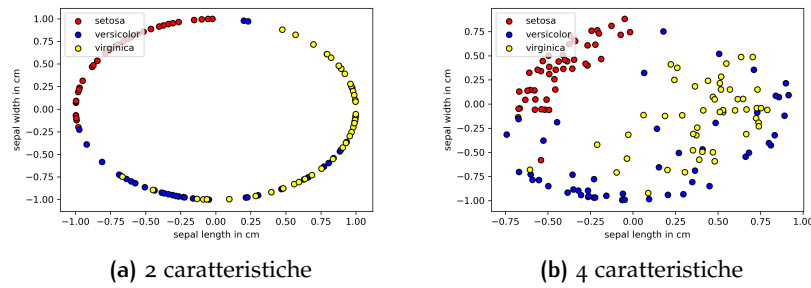 1.00
0.75
0.50
0.25
0.00
−0.25
−0.50
−0.75
−1.00
sepal width in cm
setosa
versicolor
virginica
−1.00 −0.75 −0.50 −0.25 0.00 0.25 0.50 0.75 1.00
sepal length in cm
(a) 2 caratteristiche
0.75
0.50
0.25
0.00
−0.25
−0.50
−0.75
−1.00
sepal width in cm
setosa
versicolor
virginica
−0.75 −0.50 −0.25 0.00 0.25 0.50 0.75 1.00
sepal length in cm
(b) 4 caratteristiche